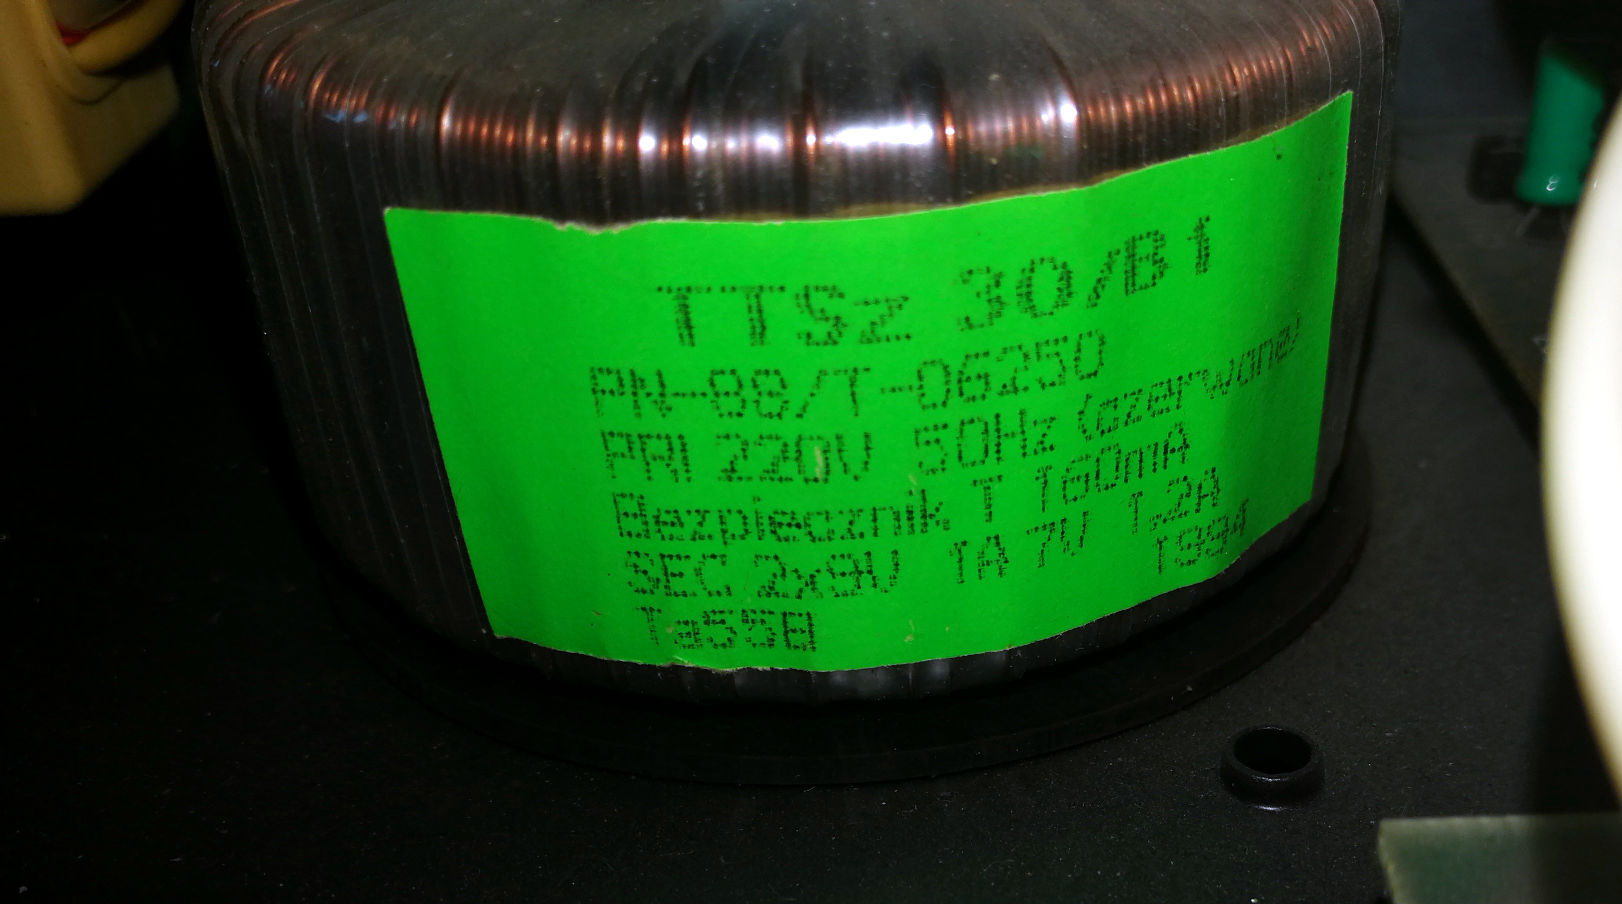 TTSz 30/B1
PN-88/T-06250
PRI 220V 50Hz (czerwone)
Bezpiecznik T 160mA
SEC 2x9V 1A 7V 1.2A
Ta55B 1994